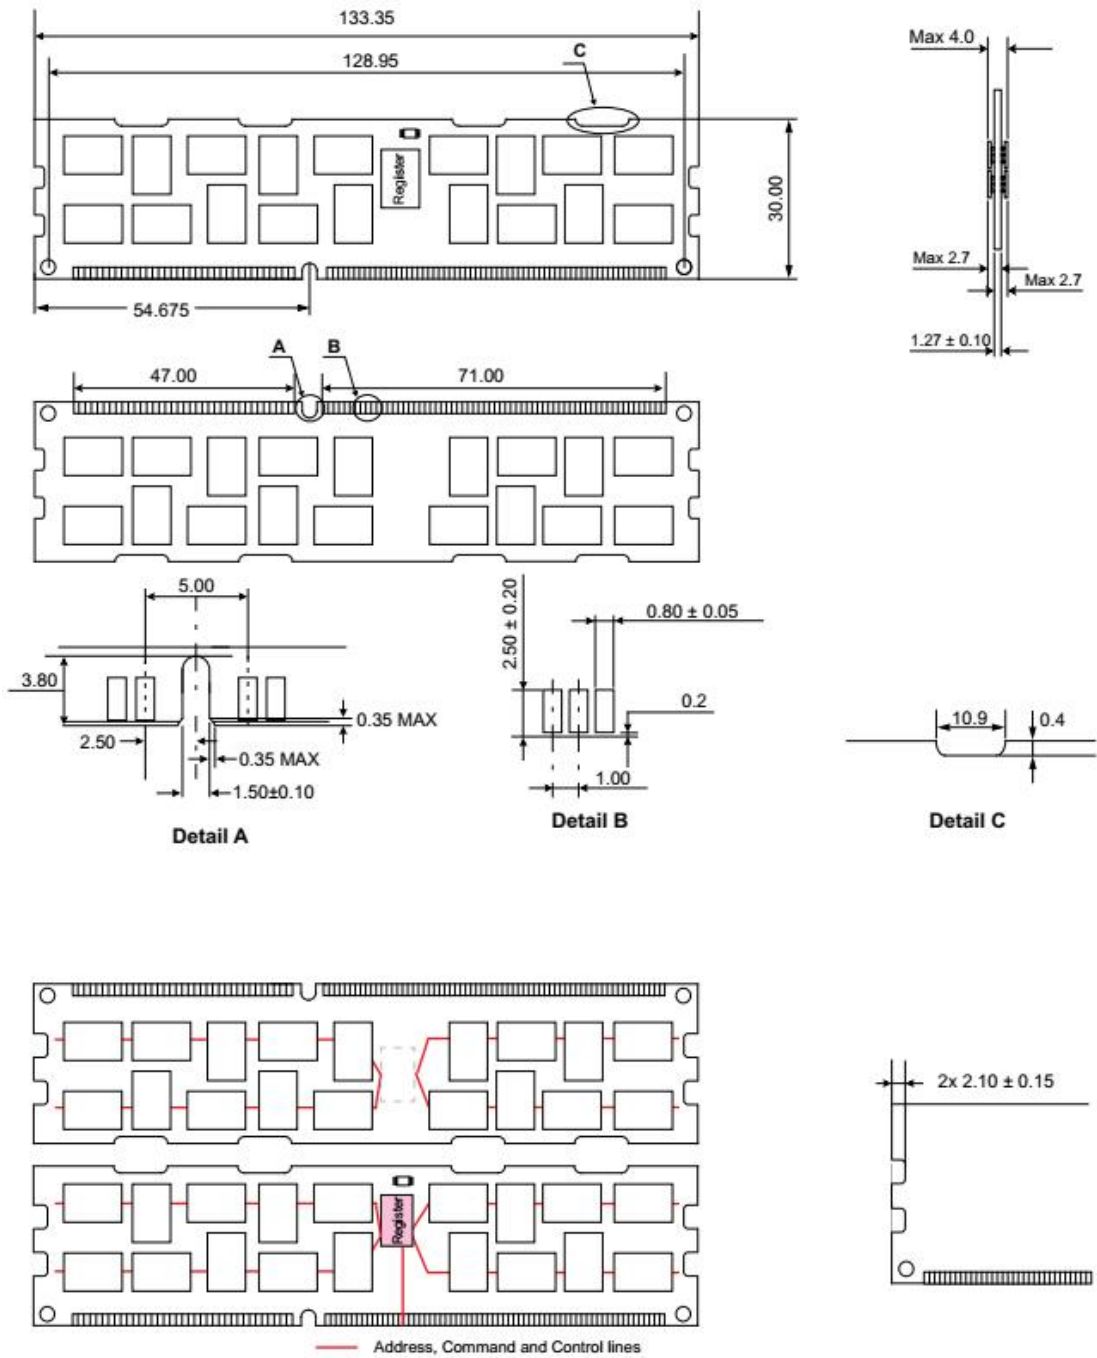 133.35
128.95
C
Register
30.00
54.675
Max 4.0
Max 2.7
Max 2.7
1.27 ± 0.10
A
B
47.00
71.00
5.00
3.80
2.50
0.35 MAX
0.35 MAX
1.50±0.10
Detail A
2.50 ± 0.20
0.80 ± 0.05
0.2
1.00
Detail B
10.9
0.4
Detail C
2x 2.10 ± 0.15
Register
Address, Command and Control lines